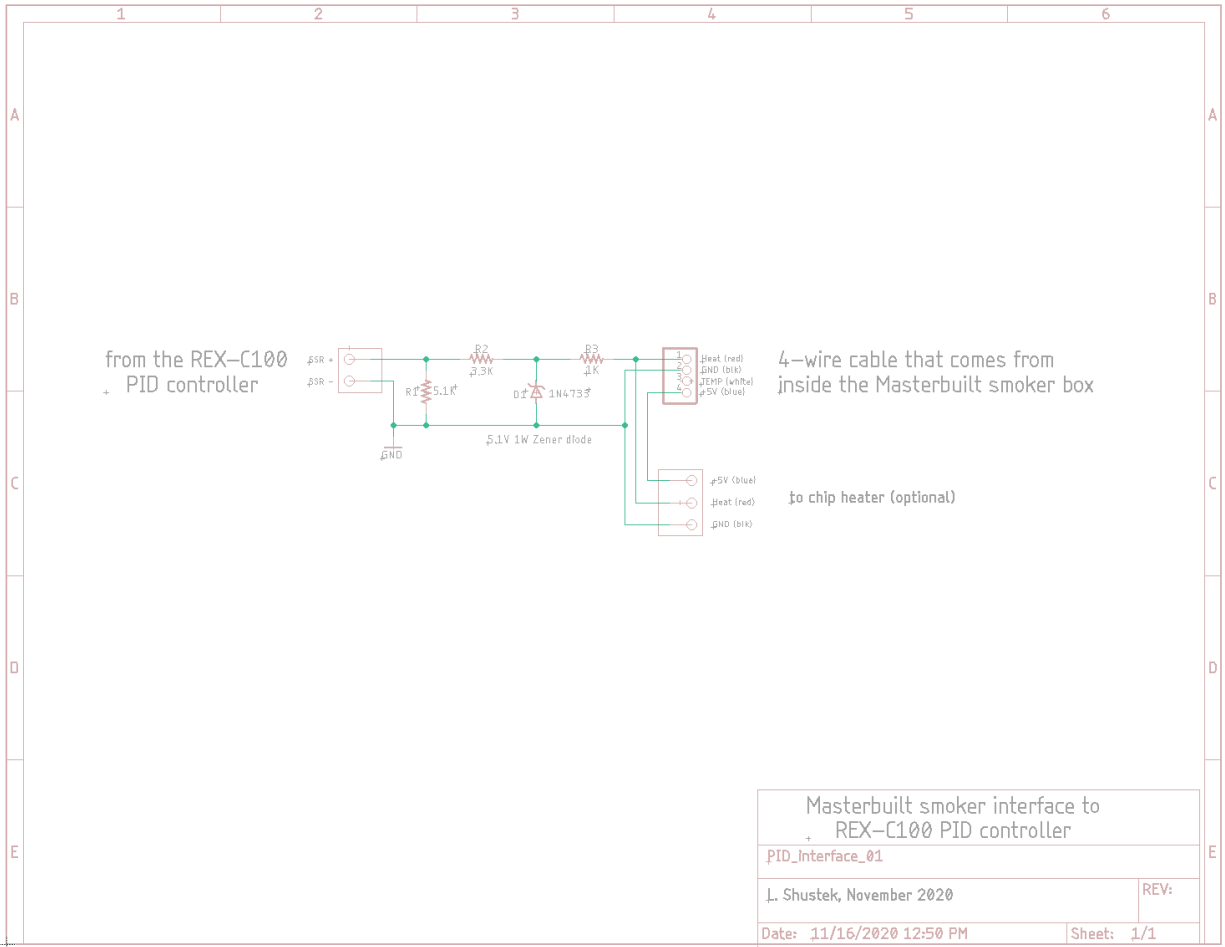 1 2 3 4 5 6
A A
B B
from the REX-C100
PID controller
SSR +
SSR -
R1
5.1K
R2
3.3K
D1
1N4733
5.1V 1W Zener diode
R3
1K
GND
1
2
3
4
Heat (red)
GND (blk)
TEMP (white)
+5V (blue)
4-wire cable that comes from
inside the Masterbuilt smoker box
C C
+5V (blue)
Heat (red)
GND (blk)
to chip heater (optional)
D D
E E
Masterbuilt smoker interface to
REX-C100 PID controller
PID_interface_01
L. Shustek, November 2020
REV:
Date: 11/16/2020 12:50 PM
Sheet: 1/1